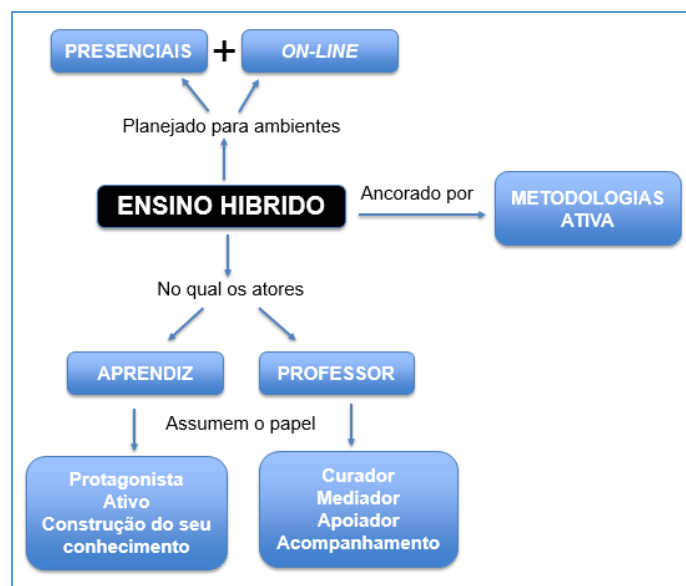 PRESENCIAIS + ON-LINE
Planejado para ambientes
ENSINO HIBRIDO
Ancorado por
METODOLOGIAS
ATIVA
No qual os atores
APRENDIZ
PROFESSOR
Assumem o papel
Protagonista
Ativo
Construção do seu
conhecimento
Curador
Mediador
Apoiador
Acompanhamento